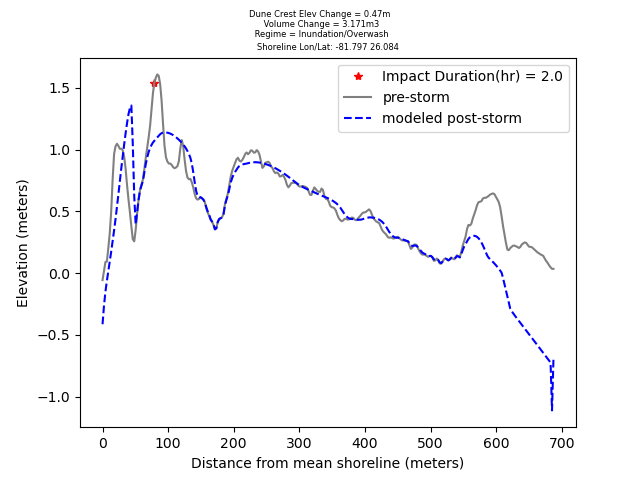 Dune Crest Elev Change = 0.47m
Volume Change = 3.171m3
Regime = Inundation/Overwash
Shoreline Lon/Lat: -81.797 26.084
Impact Duration(hr) = 2.0
pre-storm
modeled post-storm
1.5
1.0
0.5
0.0
−0.5
−1.0
Elevation (meters)
0 100 200 300 400 500 600 700
Distance from mean shoreline (meters)